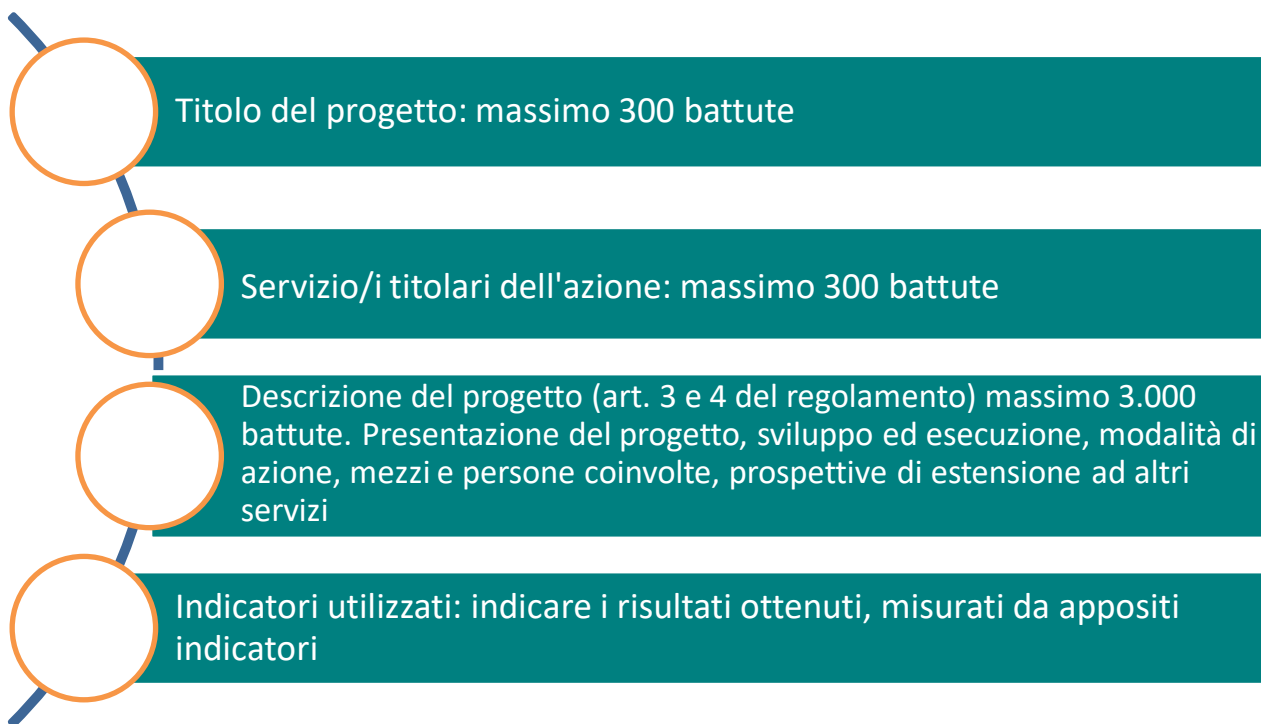 Titolo del progetto: massimo 300 battute
Servizio/i titolari dell'azione: massimo 300 battute
Descrizione del progetto (art. 3 e 4 del regolamento) massimo 3.000
battute. Presentazione del progetto, sviluppo ed esecuzione, modalità di
azione, mezzi e persone coinvolte, prospettive di estensione ad altri
servizi
Indicatori utilizzati: indicare i risultati ottenuti, misurati da appositi
indicatori